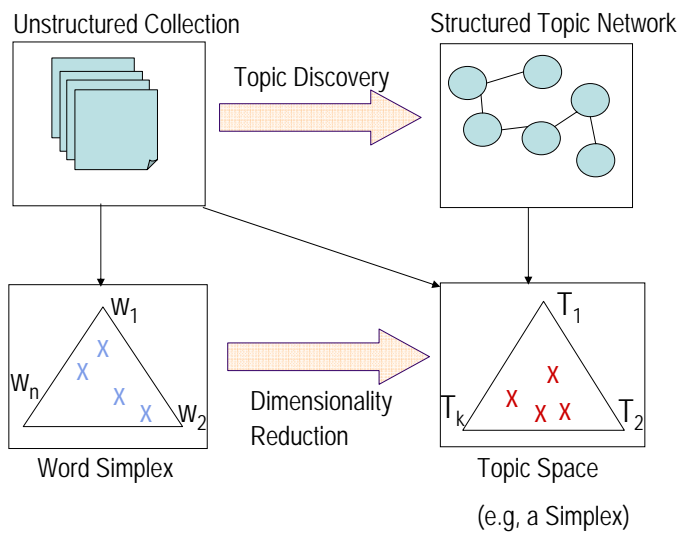 Unstructured Collection
Structured Topic Network
Topic Discovery
w1
X
X
wn
X
X
w2
Word Simplex
Dimensionality
Reduction
T1
X
X
X X
Tk
T2
Topic Space
(e.g, a Simplex)